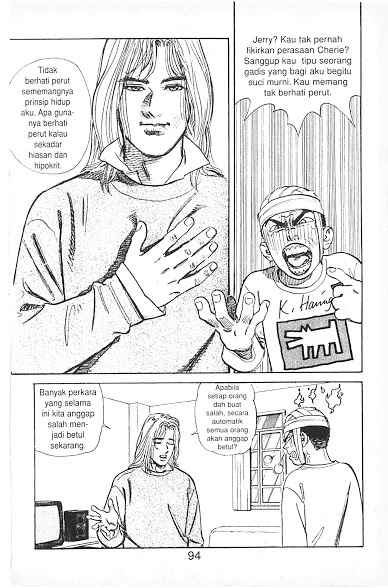 Jerry? Kau tak pernah
fikirkan perasaan Cherie?
Sanggup kau tipu seorang
gadis yang bagi aku begitu
suci murni. Kau memang
tak berhati perut.
Tidak
berhati perut
sememangnya
prinsip hidup
aku. Apa guna-
nya berhati
perut kalau
sekadar
hiasan dan
hipokrit.
K. Haring
Banyak perkara
yang selama
ini kita anggap
salah men-
jadi betul
sekarang.
Apabila
setiap orang
dah buat
salah, secara
automatik
semua orang
akan anggap
betul?
94